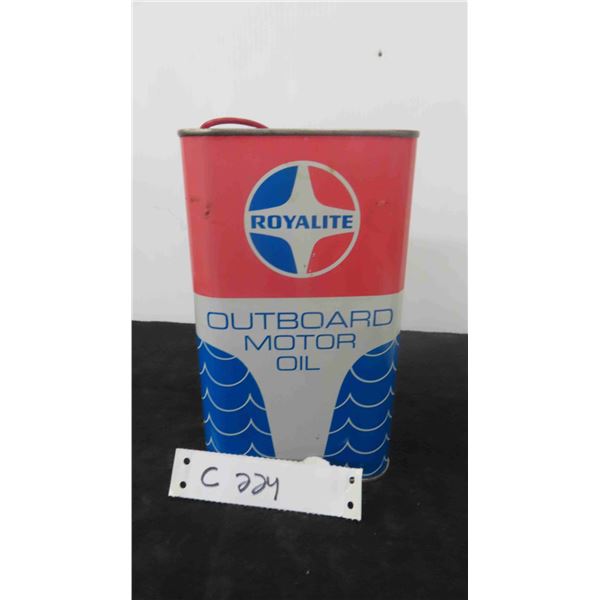 ROYALITE
OUTBOARD
MOTOR
OIL
C 224